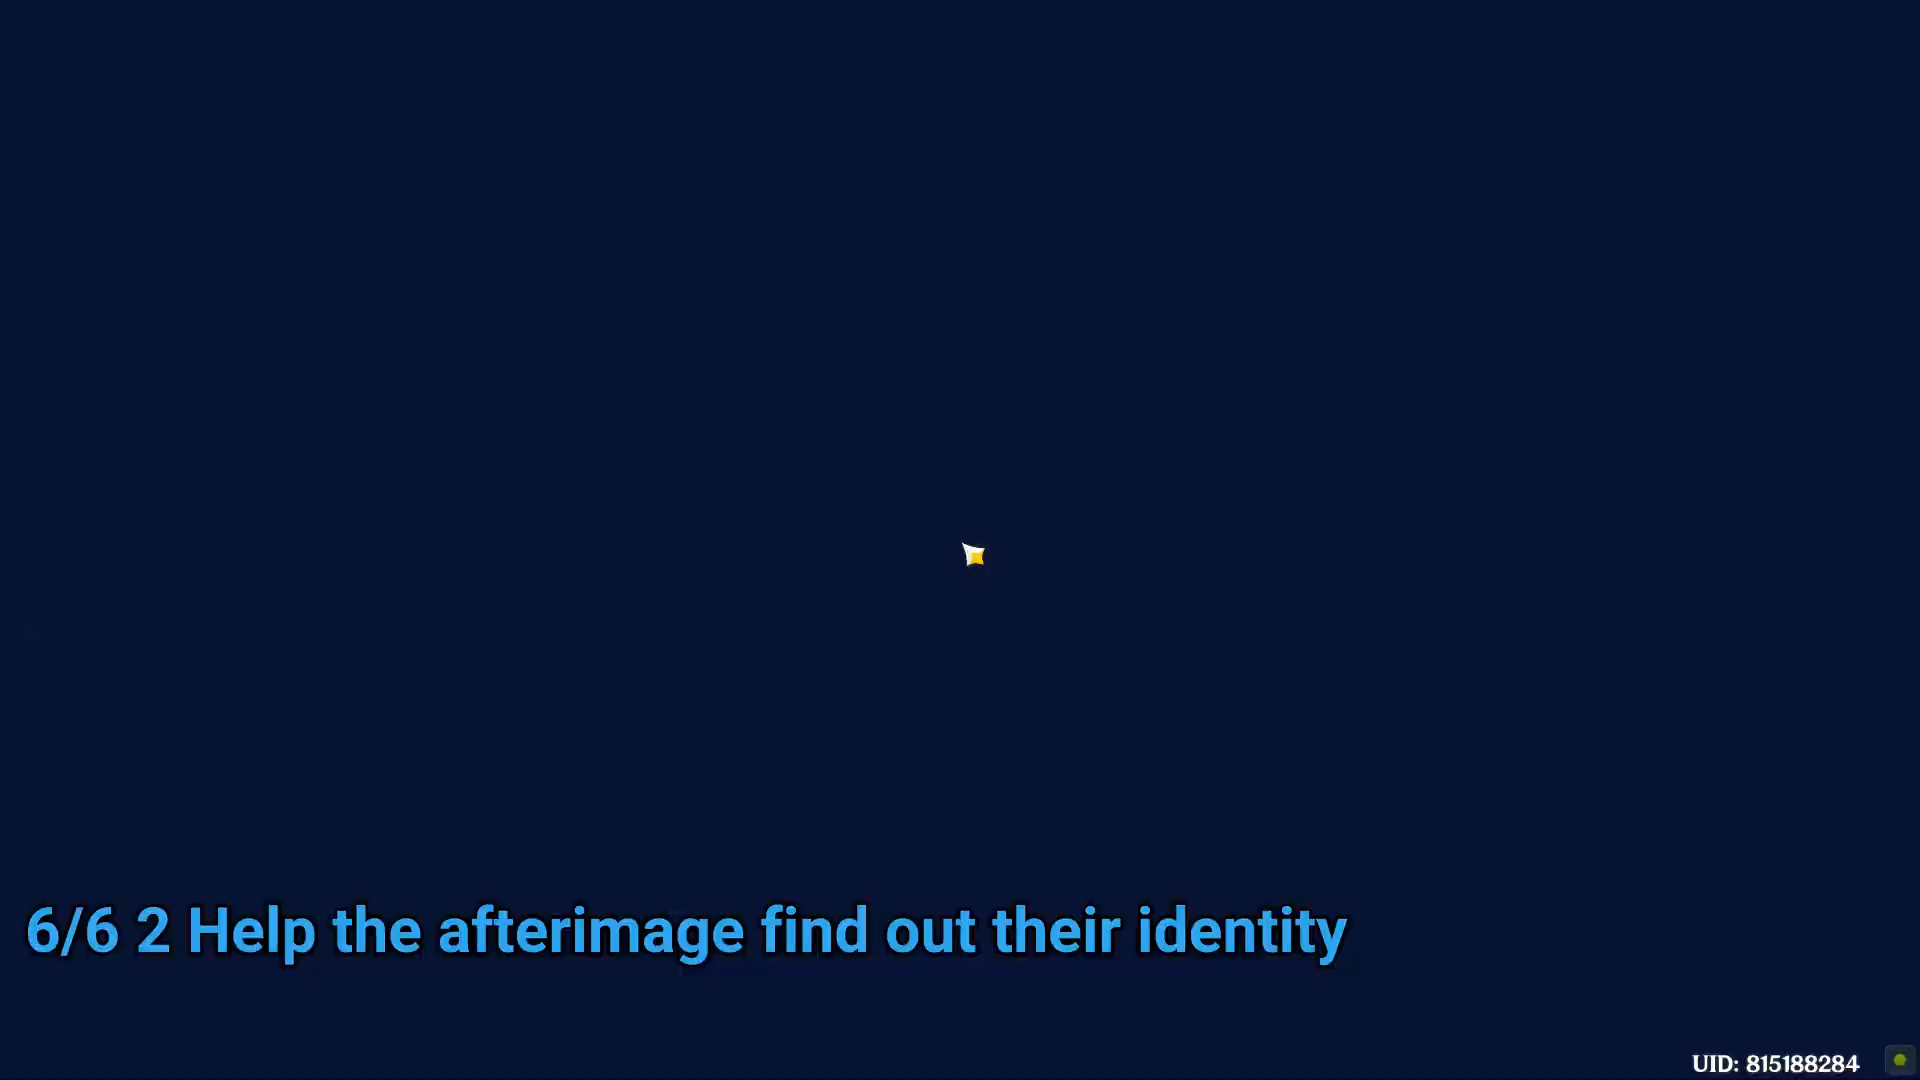 6/6 2 Help the afterimage find out their identity
UID: 815188284